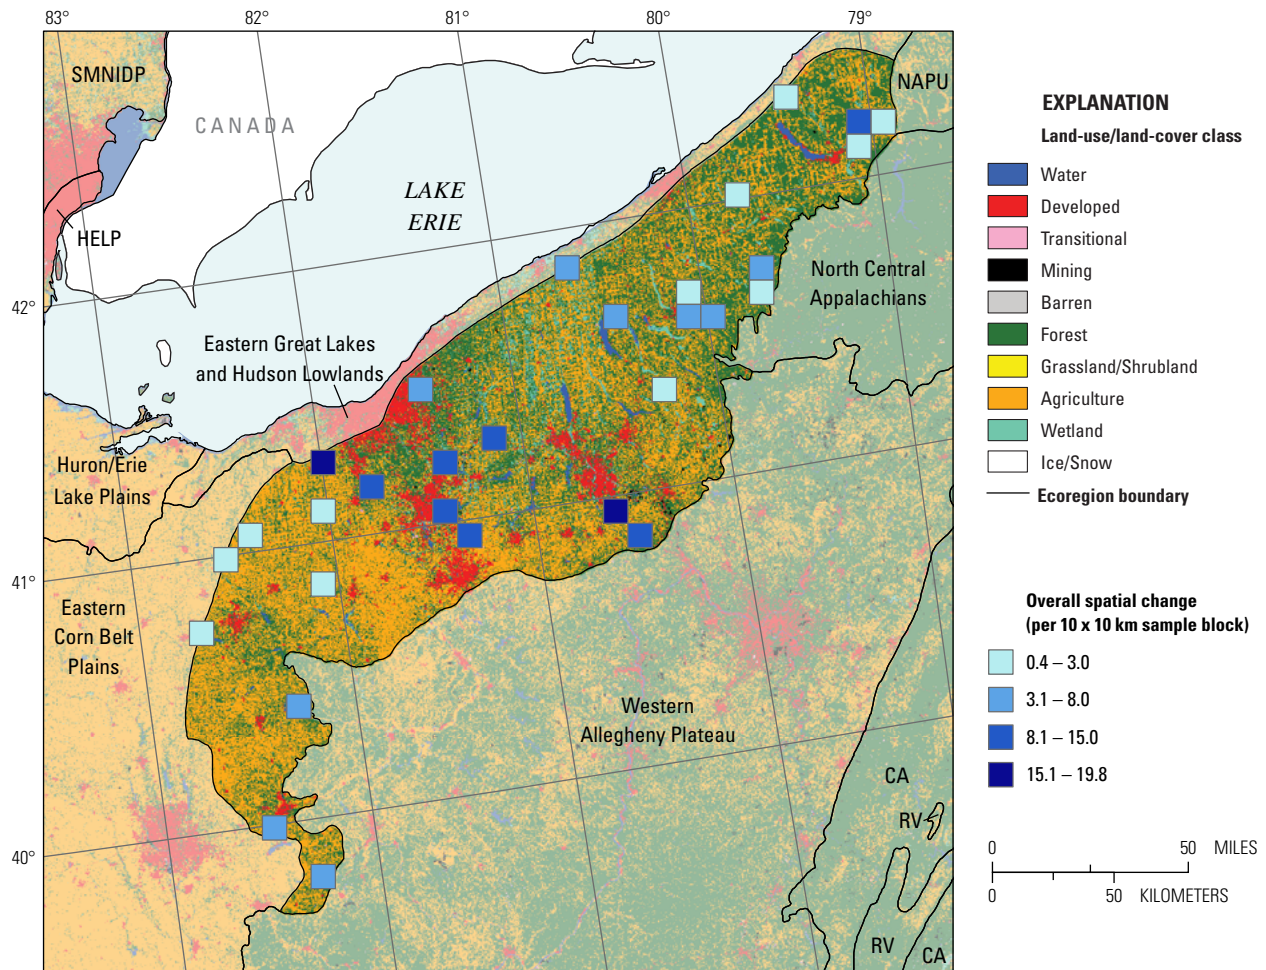 83°
82°
81°
80°
79°
SMNIDP
CANADA
NAPU
LAKE
ERIE
HELP
North Central
Appalachians
42°
Eastern Great Lakes
and Hudson Lowlands
Huron/Erie
Lake Plains
41°
Eastern
Corn Belt
Plains
Western
Allegheny Plateau
CA
RV
40°
RV
CA
EXPLANATION
Land-use/land-cover class
Water
Developed
Transitional
Mining
Barren
Forest
Grassland/Shrubland
Agriculture
Wetland
Ice/Snow
Ecoregion boundary
Overall spatial change
(per 10 x 10 km sample block)
0.4 – 3.0
3.1 – 8.0
8.1 – 15.0
15.1 – 19.8
0 50 MILES
0 50 KILOMETERS